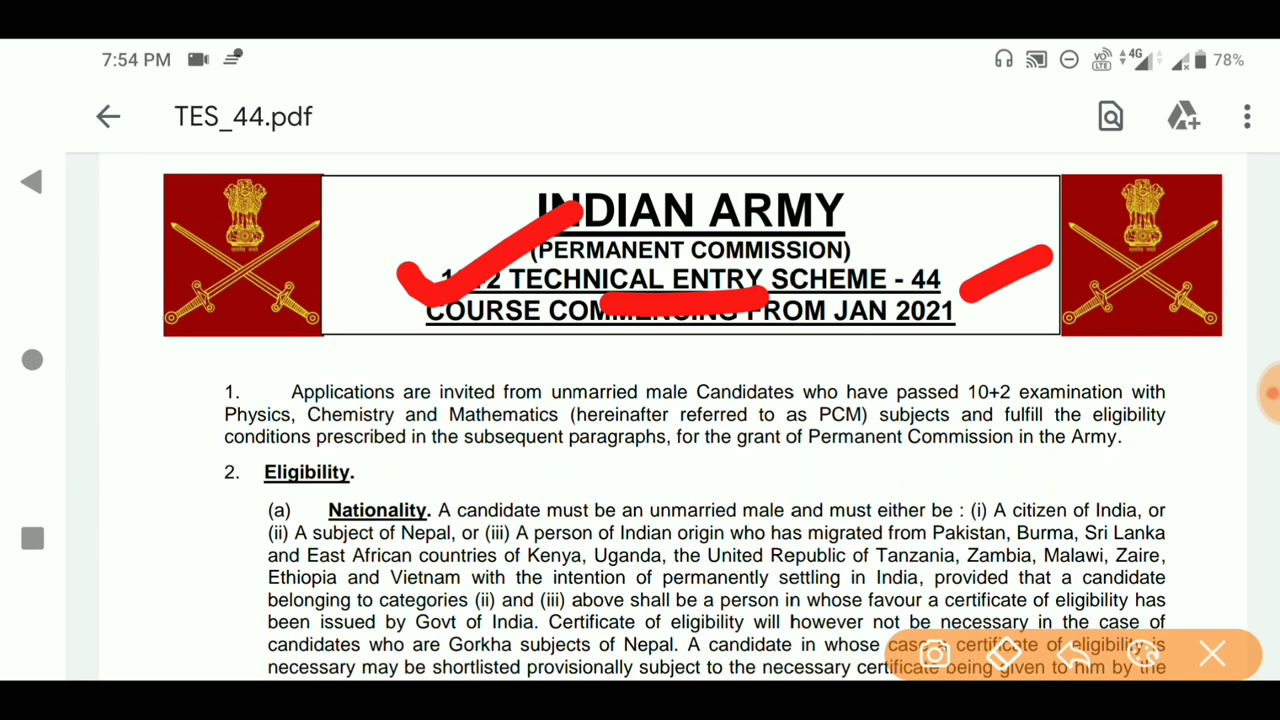 7:54 PM
4G
VO
LTE
78%
TES_44.pdf
INDIAN ARMY
(PERMANENT COMMISSION)
10+2 TECHNICAL ENTRY SCHEME - 44
COURSE COMMENCING FROM JAN 2021
1. Applications are invited from unmarried male Candidates who have passed 10+2 examination with
Physics, Chemistry and Mathematics (hereinafter referred to as PCM) subjects and fulfill the eligibility
conditions prescribed in the subsequent paragraphs, for the grant of Permanent Commission in the Army.
2. Eligibility.
(a) Nationality. A candidate must be an unmarried male and must either be : (i) A citizen of India, or
(ii) A subject of Nepal, or (iii) A person of Indian origin who has migrated from Pakistan, Burma, Sri Lanka
and East African countries of Kenya, Uganda, the United Republic of Tanzania, Zambia, Malawi, Zaire,
Ethiopia and Vietnam with the intention of permanently settling in India, provided that a candidate
belonging to categories (ii) and (iii) above shall be a person in whose favour a certificate of eligibility has
been issued by Govt of India. Certificate of eligibility will however not be necessary in the case of
candidates who are Gorkha subjects of Nepal. A candidate in whose case a certificate of eligibility is
necessary may be shortlisted provisionally subject to the necessary certificate being given to him by the